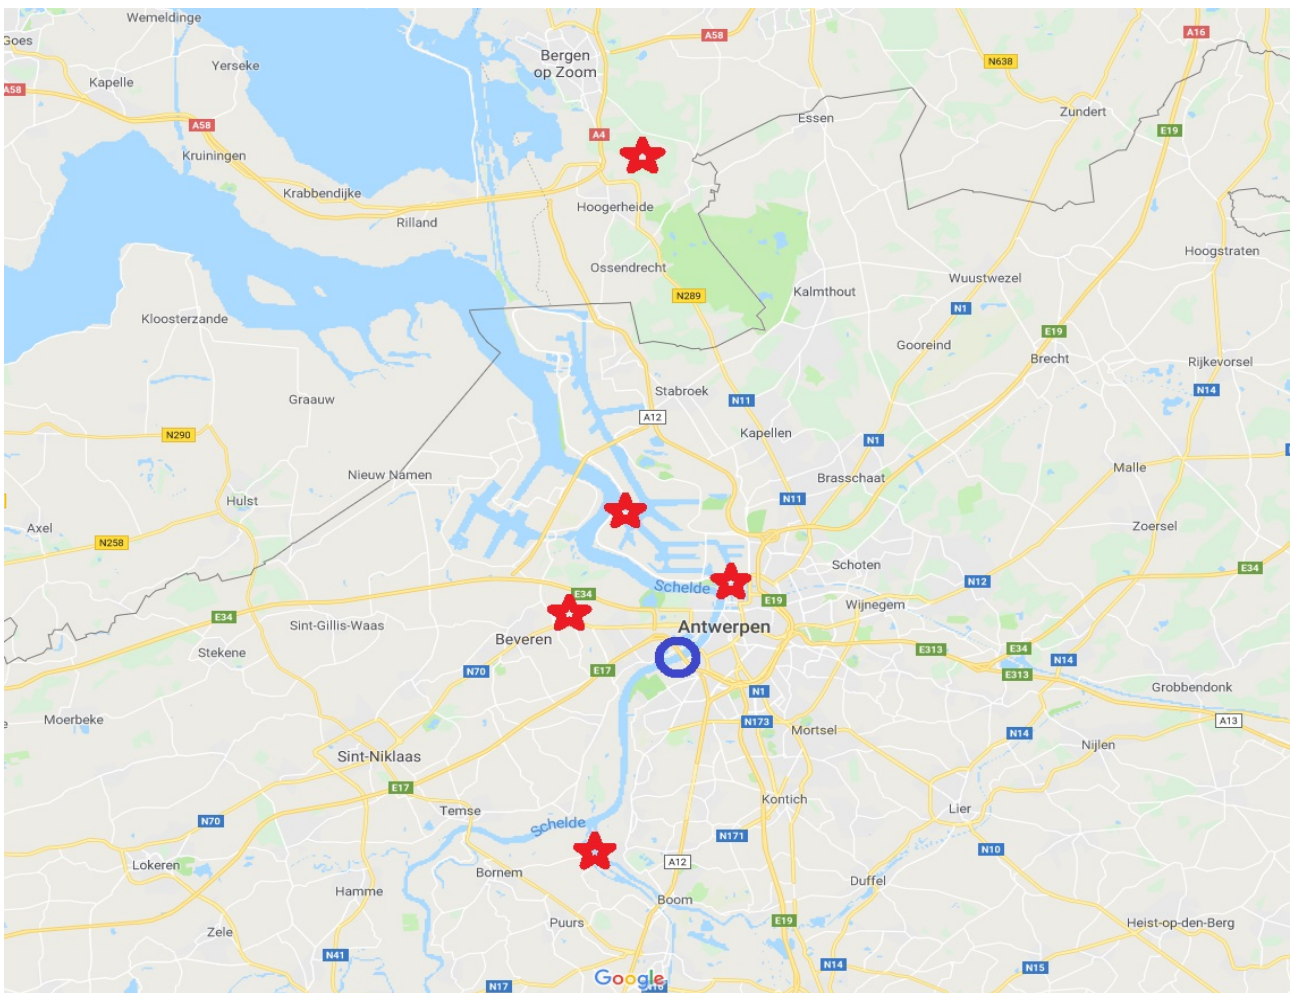 Wemeldinge
Goes
Yerseke
Kapelle
A58
A58
Kruiningen
Krabbendijke
Rilland
Bergen
op Zoom
A58
A4
Hoogerheide
Ossendrecht
N289
N638
A16
Zundert
Essen
E19
Hoogstraten
Wuustwezel
Kalmthout
N1
E19
Gooreind
Brecht
Rijkevorsel
N14
Kloosterzande
Graauw
N290
Nieuw Namen
Hulst
Axel
N258
Stabroek
N11
A12
Kapellen
N1
Brasschaat
N11
Malle
Zoersel
Schoten
N12
E34
Wijnegem
Schelde
E19
E34
Antwerpen
Beveren
E34
Sint-Gillis-Waas
Stekene
N70
E17
E313
E34
N14
E313
Grobbendonk
N1
N173
Mortsel
N14
A13
Nijlen
Moerbeke
Sint-Niklaas
E17
Temse
N70
Schelde
Kontich
Lier
N171
N10
Lokeren
Bornem
A12
Hamme
Boom
Duffel
Puurs
E19
Heist-op-den-Berg
Zele
N41
N14
N15
Google
N17
N16